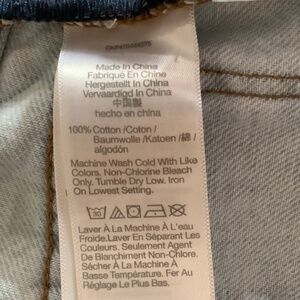 Made in China
Fabriqué En Chine
Hergestellt In China
Vervaardigd In China
中国製
hecho en china
100% Cotton /Coton /
Baumwolle /Katoen /綿 /
algodón
Machine Wash Cold With Like
Colors. Non-Chlorine Bleach
Only. Tumble Dry Low. Iron
On Lowest Setting.
Laver À La Machine À L'eau
Froide.Laver En Séparant Les
Couleurs. Seulement Agent
De Blanchiment Non-Chlore.
Sécher À La Machine À
Basse Température. Fer Au
Réglage Le Plus Bas.